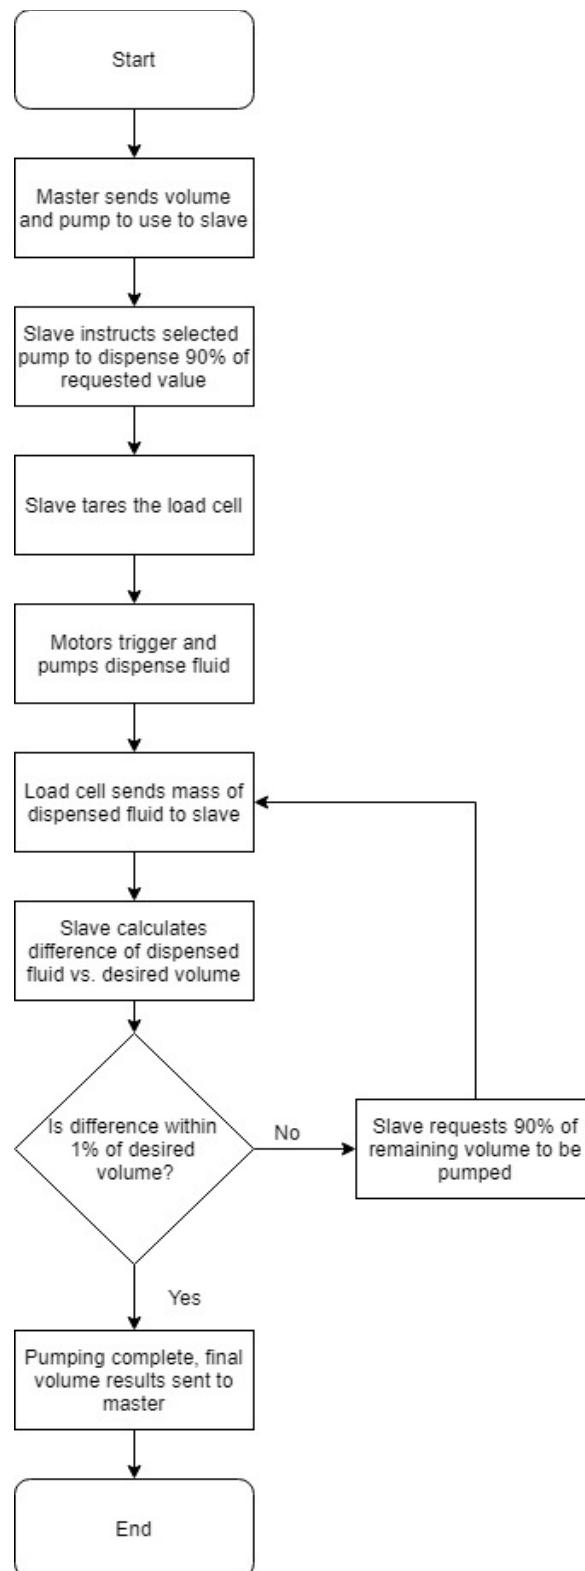 Start
Master sends volume
and pump to use to slave
Slave instructs selected
pump to dispense 90% of
requested value
Slave tares the load cell
Motors trigger and
pumps dispense fluid
Load cell sends mass of
dispensed fluid to slave
Slave calculates
difference of dispensed
fluid vs. desired volume
Is difference within
1% of desired
volume?
No
Slave requests 90% of
remaining volume to be
pumped
Yes
Pumping complete, final
volume results sent to
master
End